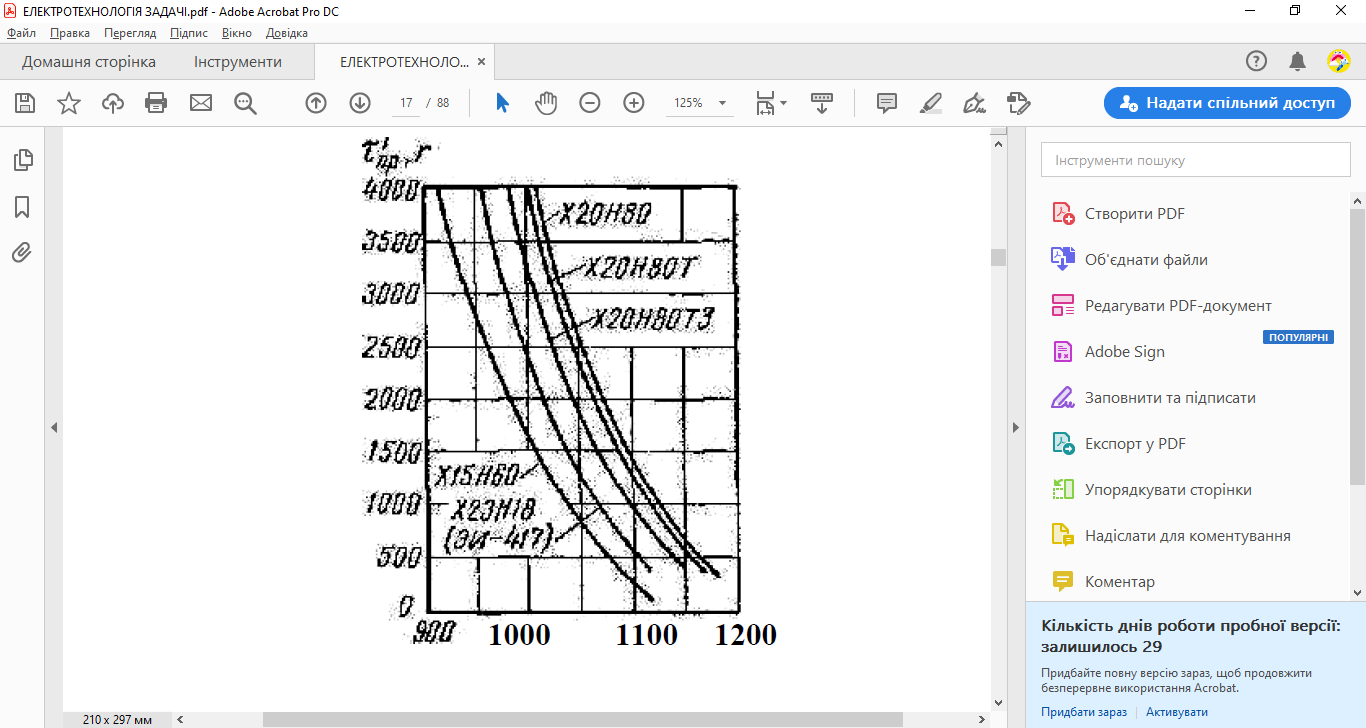 ЕЛЕКТРОТЕХНОЛОГІЯ ЗАДАЧІ.pdf - Adobe Acrobat Pro DC
Файл Правка Перегляд Підпис Вікно Довідка
Домашня сторінка Інструменти ЕЛЕКТРОТЕХНОЛО... ×
17 / 88 125% Надати спільний доступ
τ'пр, г
4000
Х20Н80
3500
Х20Н80Т
3000
Х20Н80Т3
2500
2000
1500
Х15Н60
1000
Х23Н18
(ЭИ-417)
500
0
900 1000 1100 1200
210 x 297 мм
Інструменти пошуку
Створити PDF
Об'єднати файли
Редагувати PDF-документ
ПОПУЛЯРНІ
Adobe Sign
Заповнити та підписати
Експорт у PDF
Упорядкувати сторінки
Надіслати для коментування
Коментар
Кількість днів роботи пробної версії:
залишилось 29
Придбайте повну версію зараз, щоб продовжити
безперервне використання Acrobat.
Придбати зараз | Активувати